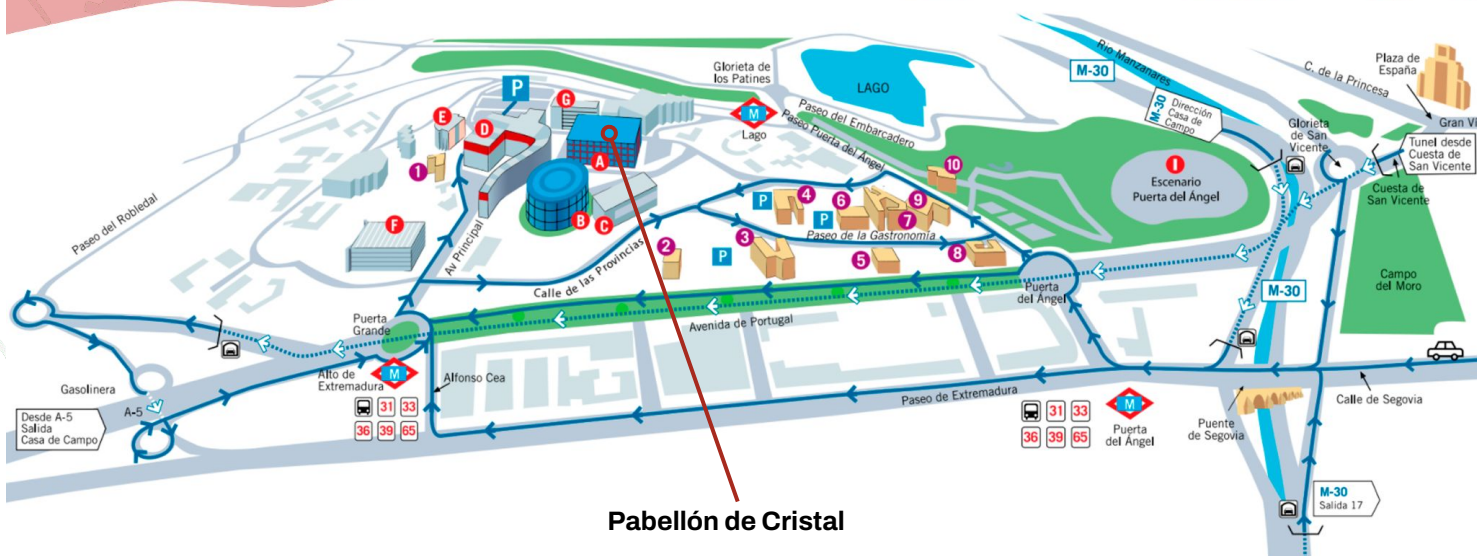 Glorieta de
los Patines
LAGO
Rio Manzanares
M-30
M-30 Dirección
Casa de
Campo
Plaza de
España
C. de la Princesa
Gran Ví
Glorieta
de San
Vicente
Tunel desde
Cuesta de
San Vicente
Cuesta de
San Vicente
P
G
E
D
A
1
M
Lago
Paseo del Embarcadero
Paseo Puerta del Ángel
10
I
Escenario
Puerta del Ángel
F
B
C
Paseo del Robledal
Av Principal
Calle de las Provincias
P
4
6
9
7
P
Paseo de la Gastronomía
2
P
3
5
8
Campo
del Moro
M-30
Puerta
del Ángel
Puerta
Grande
Avenida de Portugal
Gasolinera
Alto de
Extremadura
M
Alfonso Cea
31 33
36 39 65
Desde A-5
Salida
Casa de Campo
A-5
Paseo de Extremadura
31 33
36 39 65
M
Puerta
del Ángel
Puente
de Segovia
Calle de Segovia
M-30
Salida 17
Pabellón de Cristal